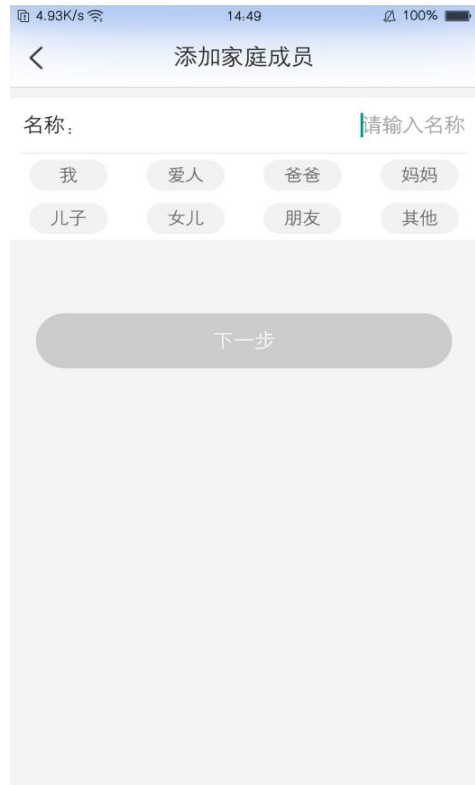 4.93K/s 14:49 100%
添加家庭成员
名称： 请输入名称
我 爱人 爸爸 妈妈
儿子 女儿 朋友 其他
下一步